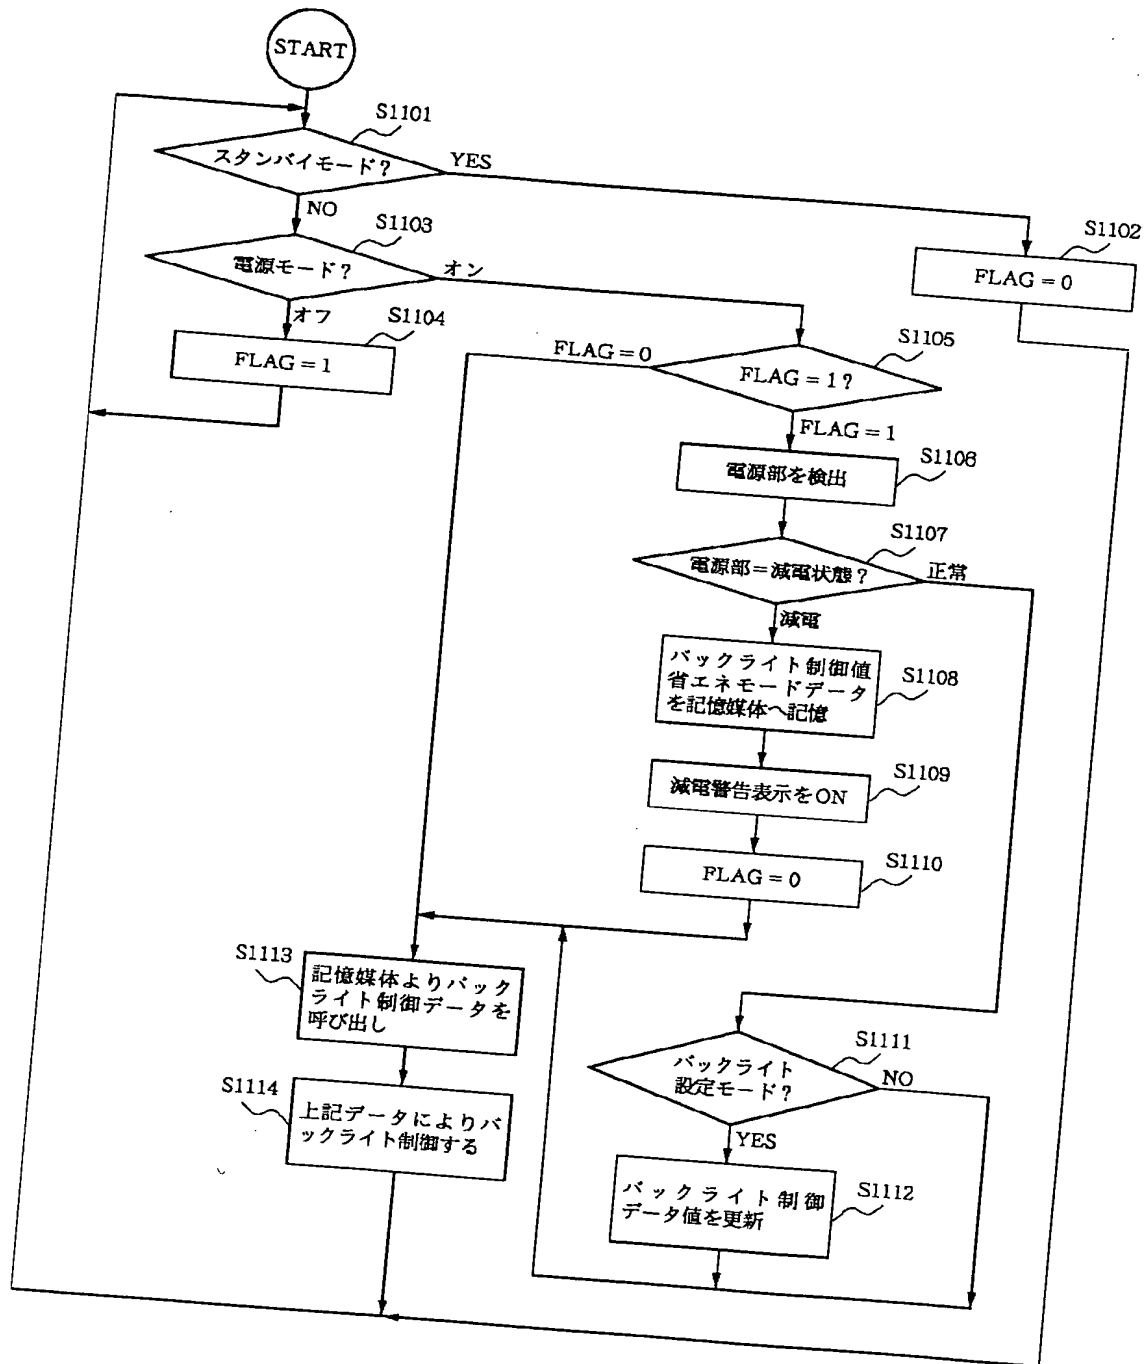 START
S1101
スタンバイモード?
YES
NO
S1103
電源モード?
オン
S1102
FLAG=0
オフ
S1104
FLAG=1
FLAG=0
S1105
FLAG=1?
FLAG=1
S1106
電源部を検出
S1107
電源部=減電状態?
正常
減電
バックライト制御値
省エネモードデータ
を記憶媒体へ記憶
S1108
S1109
減電警告表示をON
S1110
FLAG=0
S1113
記憶媒体よりバック
ライト制御データを
呼び出し
S1111
バックライト
設定モード?
NO
YES
S1114
上記データによりバ
ックライト制御する
S1112
バックライト制御
データ値を更新